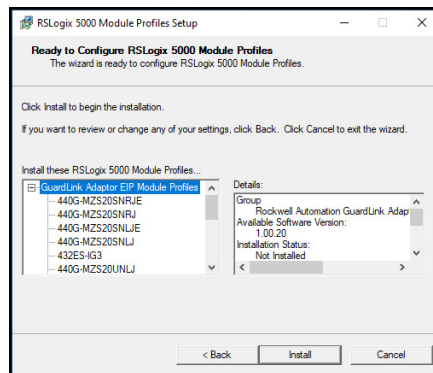 RSLogix 5000 Module Profiles Setup
Ready to Configure RSLogix 5000 Module Profiles
The wizard is ready to configure RSLogix 5000 Module Profiles.
Click Install to begin the installation.
If you want to review or change any of your settings, click Back. Click Cancel to exit the wizard.
Install these RSLogix 5000 Module Profiles...
GuardLink Adaptor EIP Module Profiles
440G-MZS20SNRJE
440G-MZS20SNRJ
440G-MZS20SNLJE
440G-MZS20SNLJ
432ES-IG3
440G-MZS20UNLJ
Details:
Group
Rockwell Automation GuardLink Adap
Available Software Version:
1.00.20
Installation Status:
Not Installed
< Back
Install
Cancel